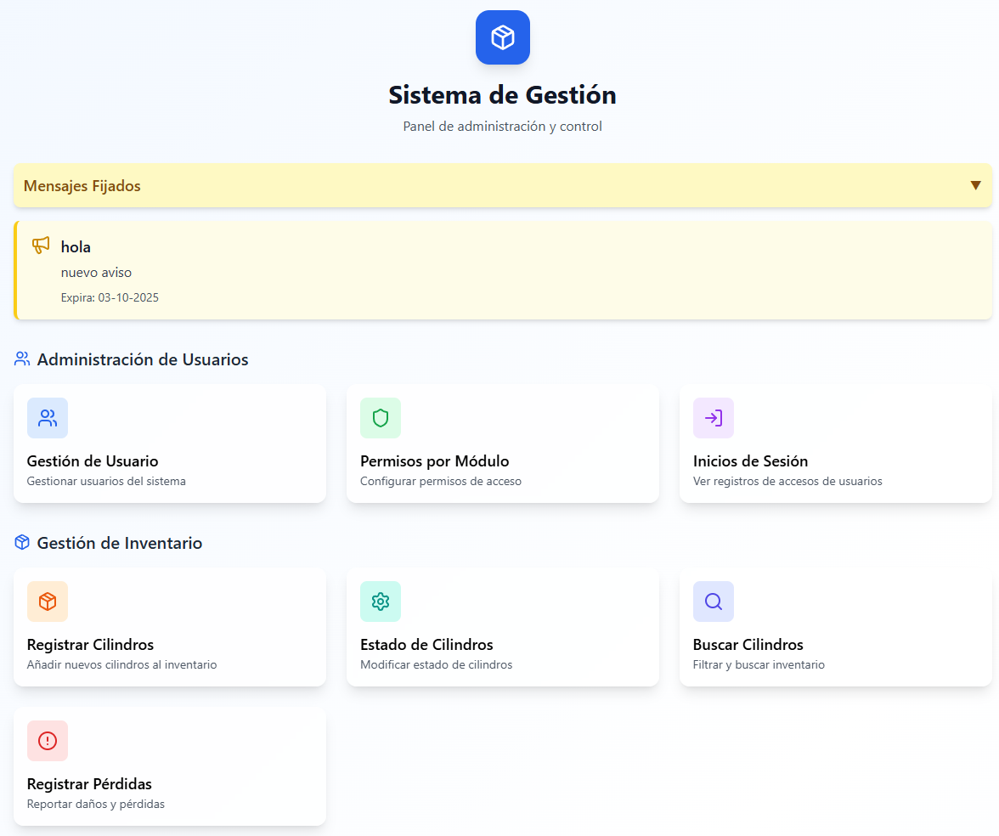 Sistema de Gestión
Panel de administración y control
Mensajes Fijados
hola
nuevo aviso
Expira: 03-10-2025
Administración de Usuarios
Gestión de Usuario
Gestionar usuarios del sistema
Permisos por Módulo
Configurar permisos de acceso
Inicios de Sesión
Ver registros de accesos de usuarios
Gestión de Inventario
Registrar Cilindros
Añadir nuevos cilindros al inventario
Estado de Cilindros
Modificar estado de cilindros
Buscar Cilindros
Filtrar y buscar inventario
Registrar Pérdidas
Reportar daños y pérdidas